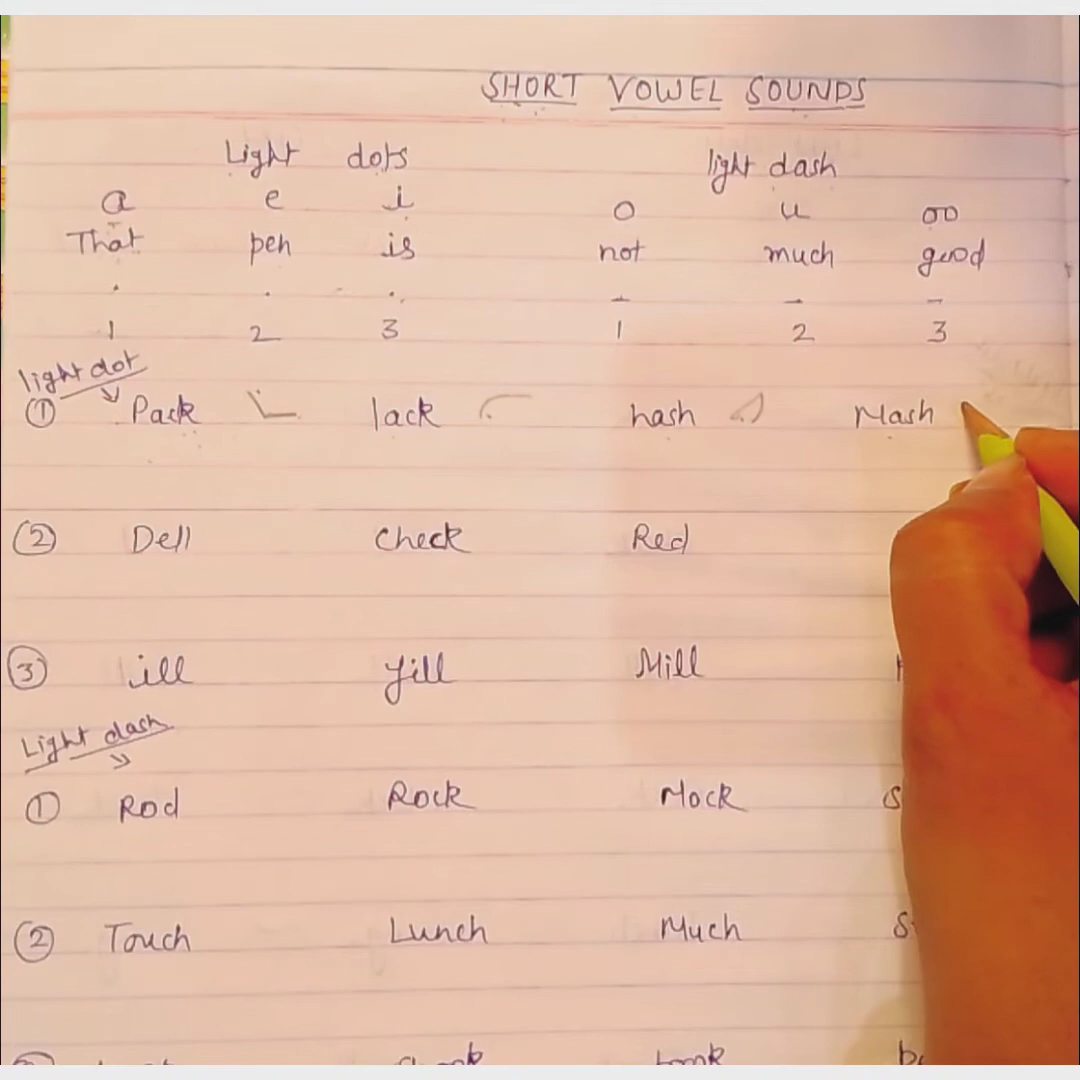 SHORT VOWEL SOUNDS
Light dots light dash
a e i o u oo
That pen is not much good
1 2 3 1 2 3
light dot
① Pack lack hash Mash
② Dell Check Red
③ ill Jill Mill
Light dash
① Rod Rock Mock S
② Touch Lunch Much S